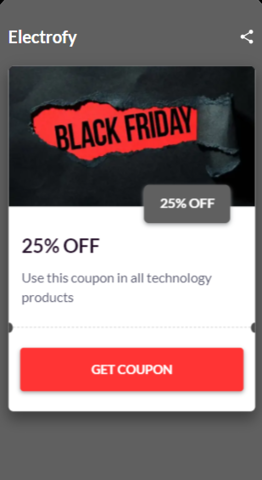 Electrofy
BLACK FRIDAY
25% OFF
25% OFF
Use this coupon in all technology
products
GET COUPON